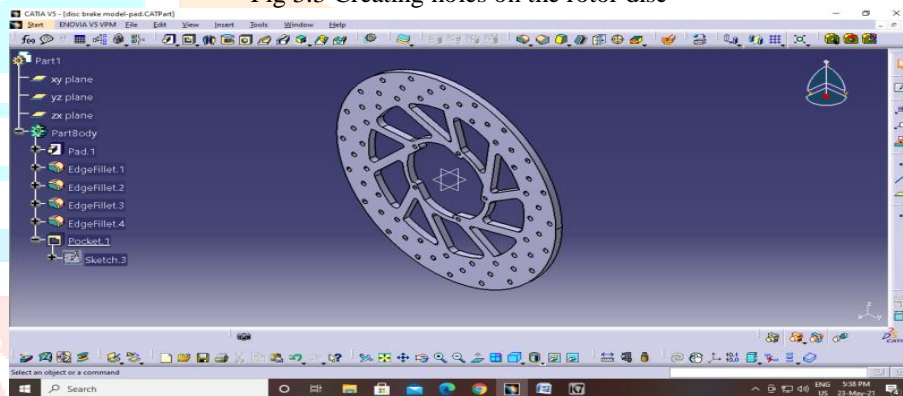 Fig 3.3 Creating holes on the rotor disc
CATIA V5 - [disc brake model-pad.CATPart]
Start ENOVIA V5 VPM File Edit View Insert Tools Window Help
Part1
xy plane
yz plane
zx plane
PartBody
Pad.1
EdgeFillet.1
EdgeFillet.2
EdgeFillet.3
EdgeFillet.4
Pocket.1
Sketch.3
Select an object or a command
Search
ENG 5:38 PM
US 23-May-21